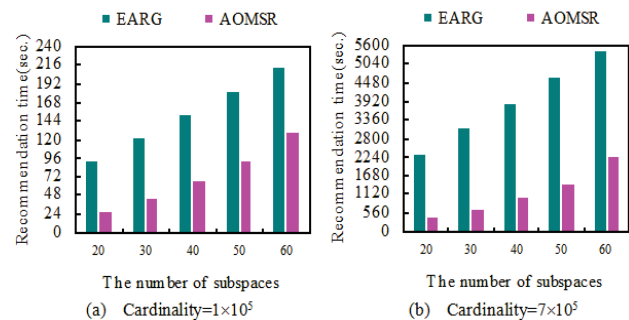 EARG AOMSR
Recommendation time(sec.)
240
216
192
168
144
120
96
72
48
24
0
20 30 40 50 60
The number of subspaces
(a) Cardinality=1×10⁵
EARG AOMSR
Recommendation time(sec.)
5600
5040
4480
3920
3360
2800
2240
1680
1120
560
0
20 30 40 50 60
The number of subspaces
(b) Cardinality=7×10⁵